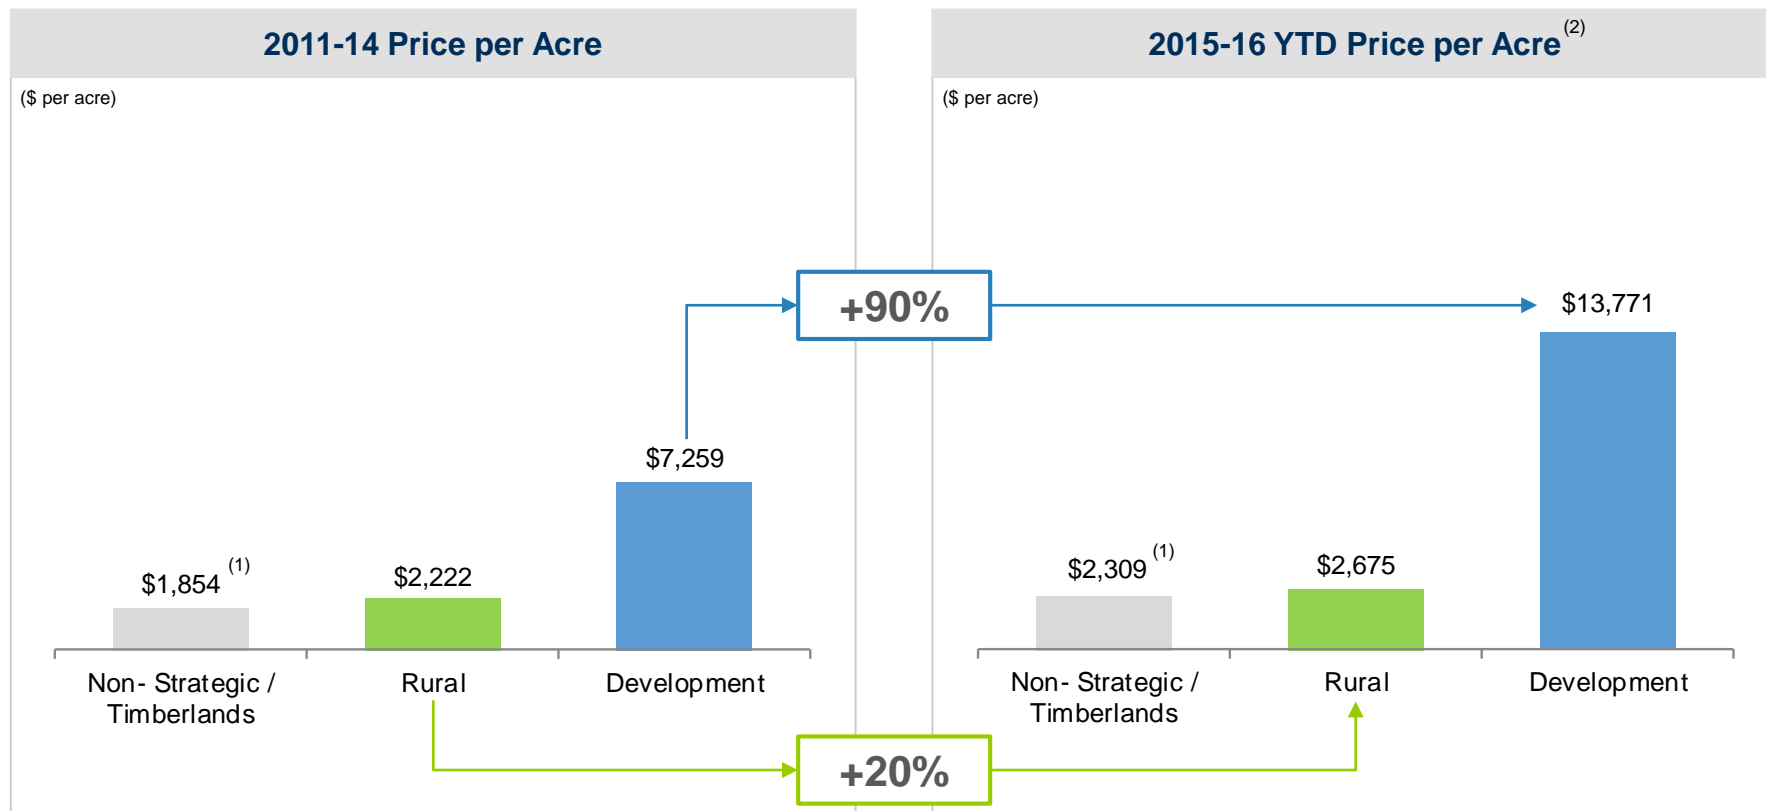 2011-14 Price per Acre
($ per acre)
$1,854 (1)
$2,222
$7,259
Non- Strategic /
Timberlands
Rural
Development
+90%
+20%
2015-16 YTD Price per Acre(2)
($ per acre)
$2,309 (1)
$2,675
$13,771
Non- Strategic /
Timberlands
Rural
Development